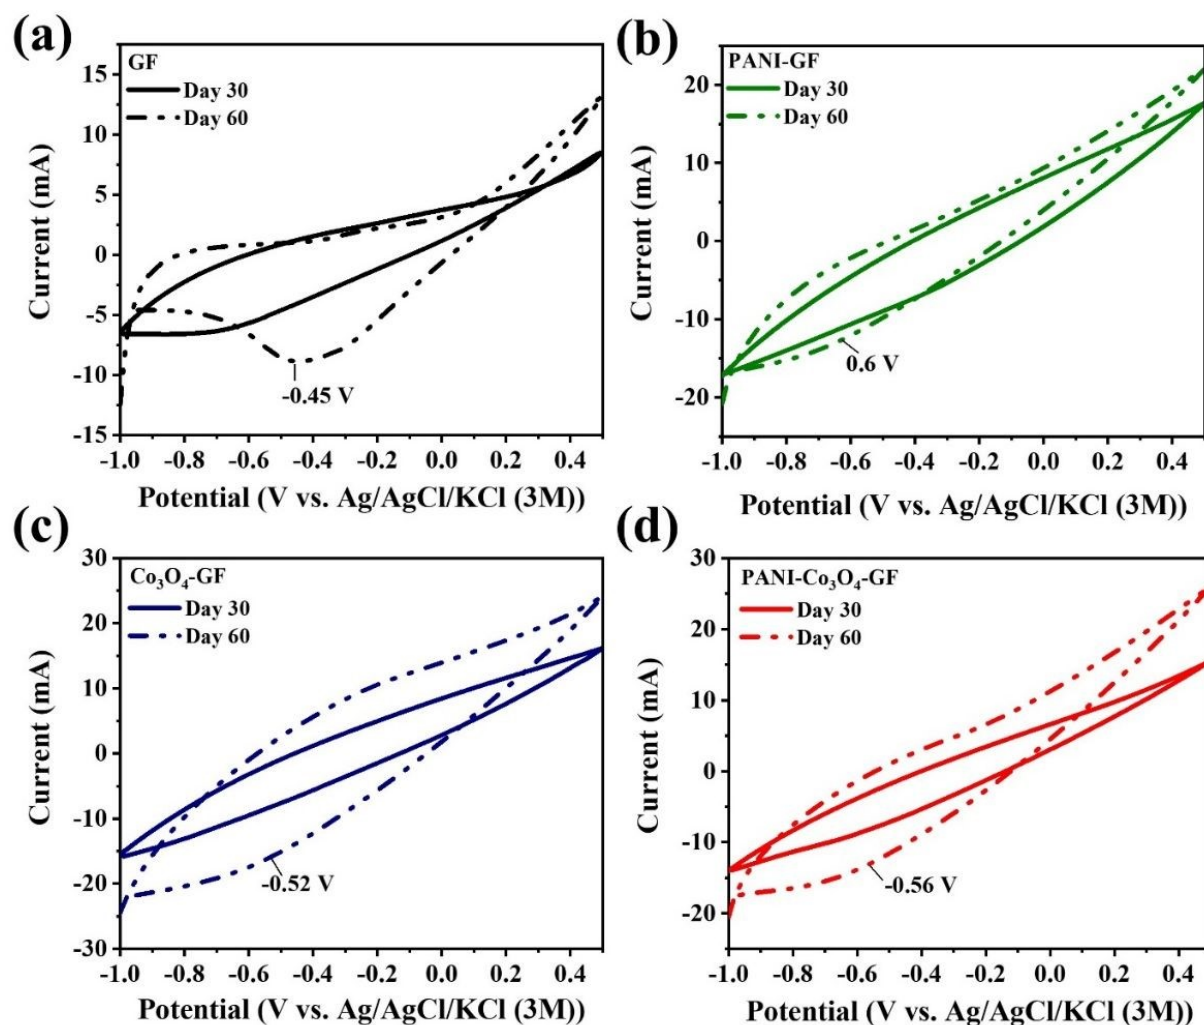 (a)
GF
Day 30
Day 60
15
10
5
0
-5
-10
-15
Current (mA)
-0.45 V
-1.0 -0.8 -0.6 -0.4 -0.2 0.0 0.2 0.4
Potential (V vs. Ag/AgCl/KCl (3M))
(b)
PANI-GF
Day 30
Day 60
20
10
0
-10
-20
Current (mA)
0.6 V
-1.0 -0.8 -0.6 -0.4 -0.2 0.0 0.2 0.4
Potential (V vs. Ag/AgCl/KCl (3M))
(c)
Co₃O₄-GF
Day 30
Day 60
30
20
10
0
-10
-20
-30
Current (mA)
-0.52 V
-1.0 -0.8 -0.6 -0.4 -0.2 0.0 0.2 0.4
Potential (V vs. Ag/AgCl/KCl (3M))
(d)
PANI-Co₃O₄-GF
Day 30
Day 60
30
20
10
0
-10
-20
Current (mA)
-0.56 V
-1.0 -0.8 -0.6 -0.4 -0.2 0.0 0.2 0.4
Potential (V vs. Ag/AgCl/KCl (3M))